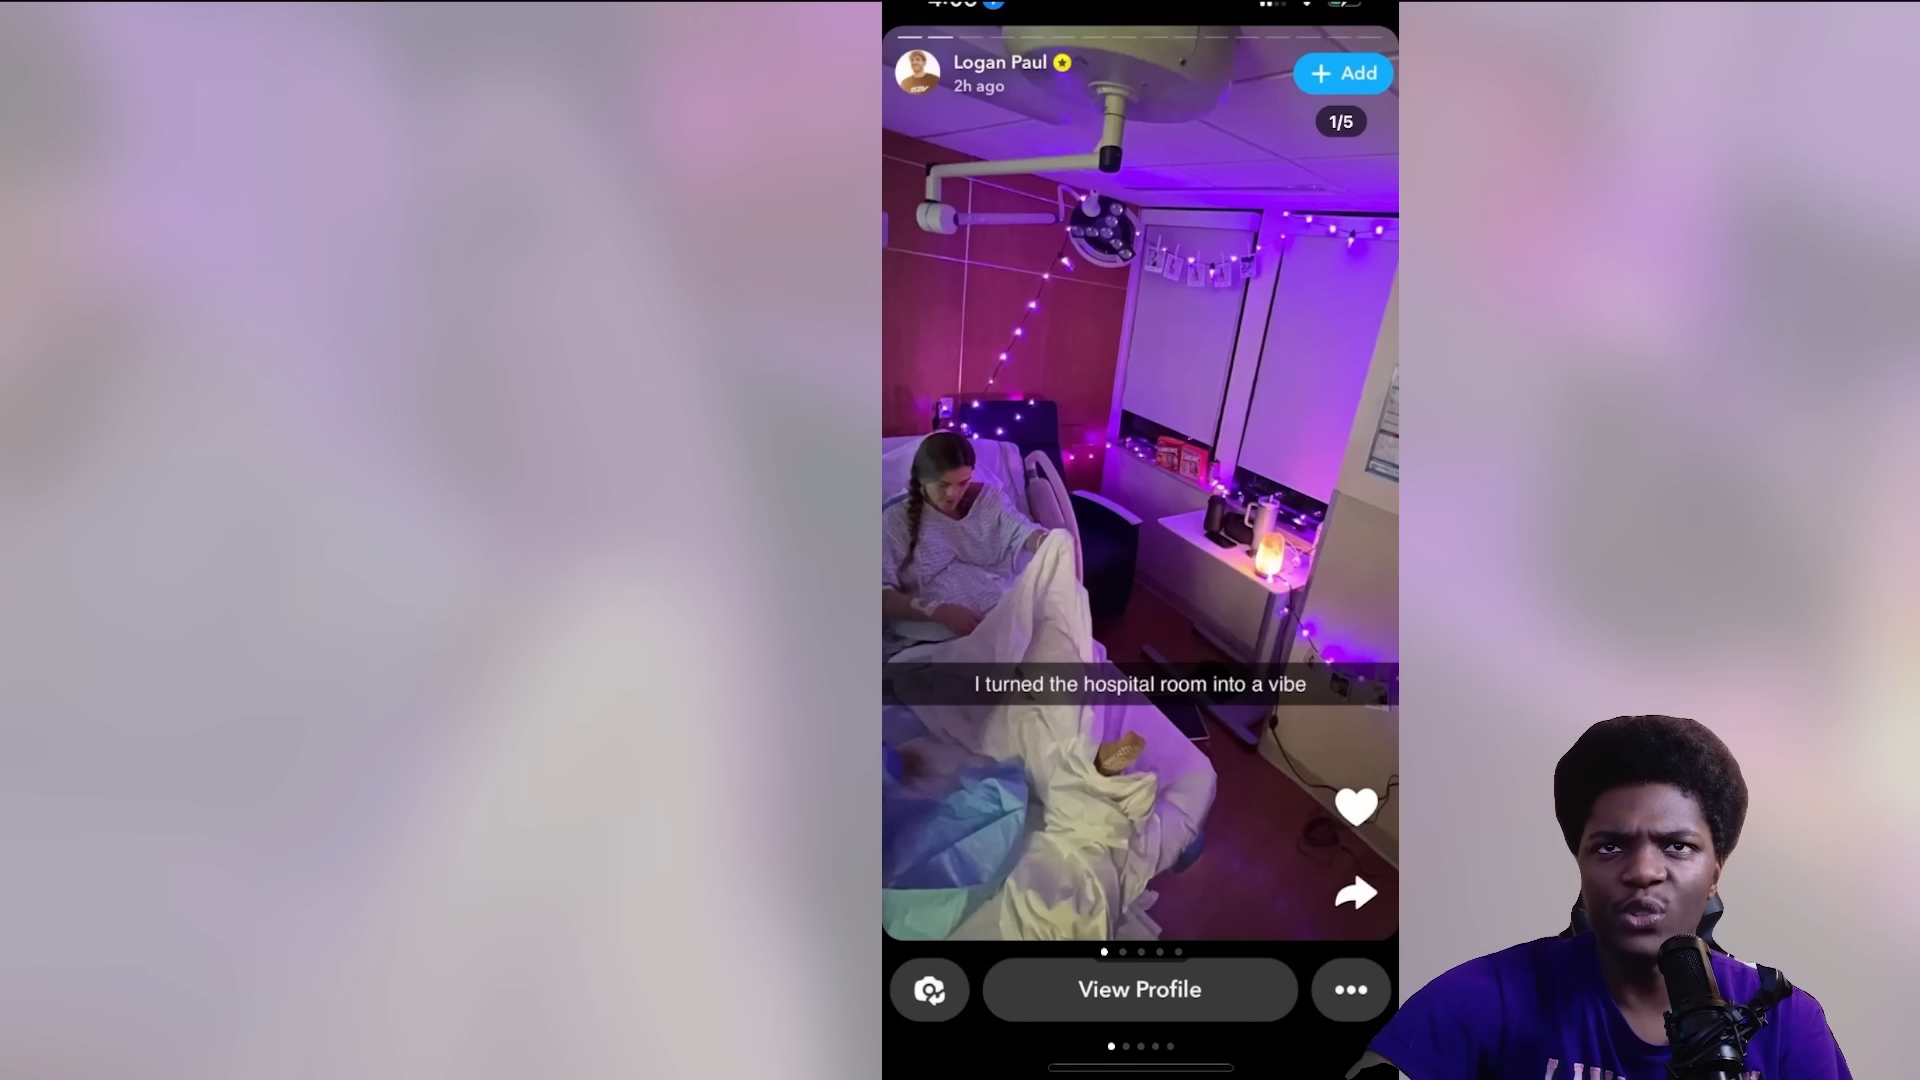 Logan Paul
2h ago
+ Add
1/5
I turned the hospital room into a vibe
View Profile